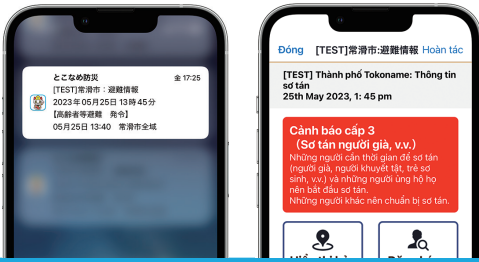 とこなめ防災 金 17:25
[TEST]常滑市：避難情報
2023年05月25日 13時45分
【高齢者等避難 発令】
05月25日 13:40 常滑市全域
Đóng [TEST]常滑市:避難情報 Hoàn tác
[TEST] Thành phố Tokoname: Thông tin
sơ tán
25th May 2023, 1: 45 pm
Cảnh báo cấp 3
（Sơ tán người già, v.v.）
Những người cần thời gian để sơ tán
(người già, người khuyết tật, trẻ sơ
sinh, v.v.) và những người ủng hộ họ
nên bắt đầu sơ tán.
Những người khác nên chuẩn bị sơ tán.